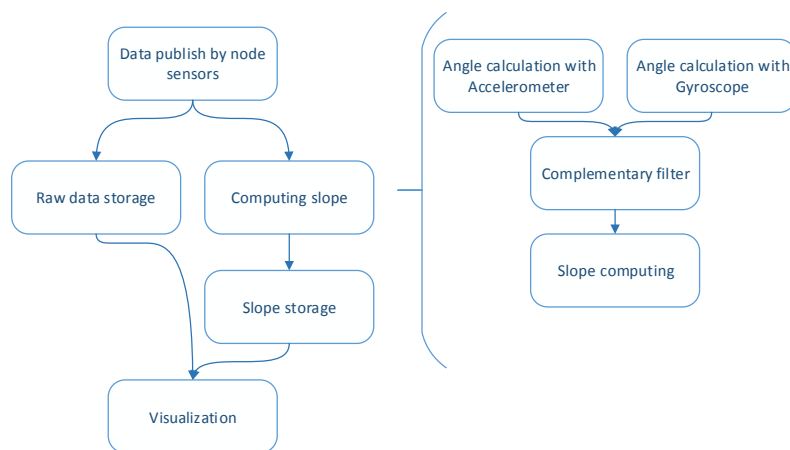 Data publish by node
sensors
Raw data storage
Computing slope
Slope storage
Visualization
Angle calculation with
Accelerometer
Angle calculation with
Gyroscope
Complementary filter
Slope computing